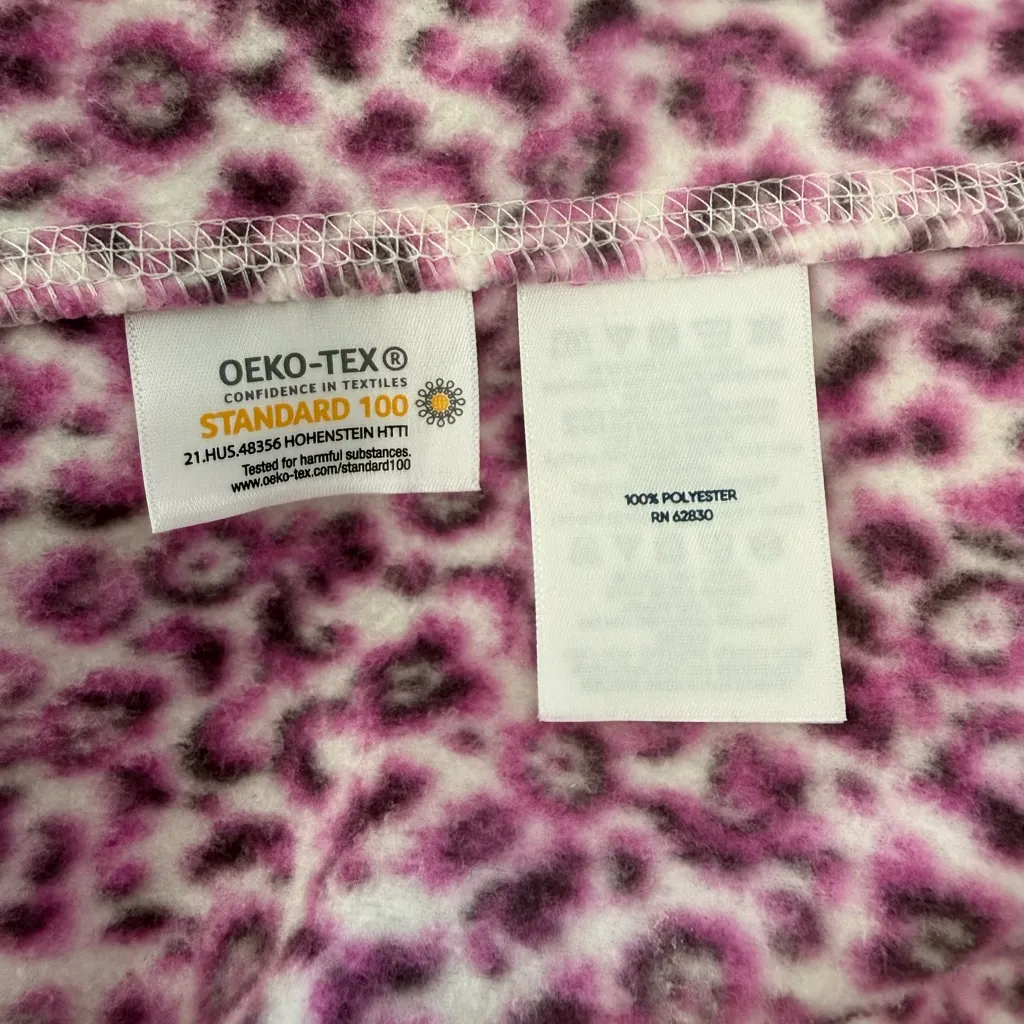 OEKO-TEX®
CONFIDENCE IN TEXTILES
STANDARD 100
21.HUS.48356 HOHENSTEIN HTTI
Tested for harmful substances.
www.oeko-tex.com/standard100
100% POLYESTER
RN 62830